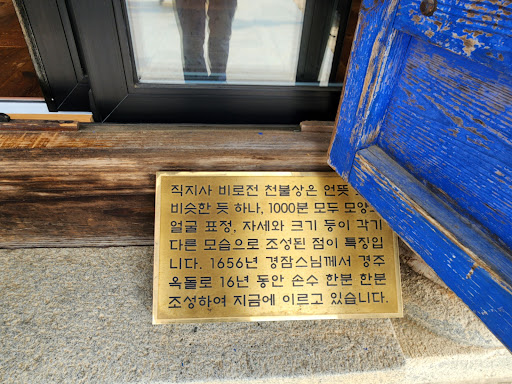 직지사 비로전 천불상은 언뜻
비슷한 듯 하나, 1000분 모두 모양
얼굴 표정, 자세와 크기 등이 각기
다른 모습으로 조성된 점이 특징입
니다. 1656년 경잠스님께서 경주
옥돌로 16년 동안 손수 한분 한분
조성하여 지금에 이르고 있습니다.